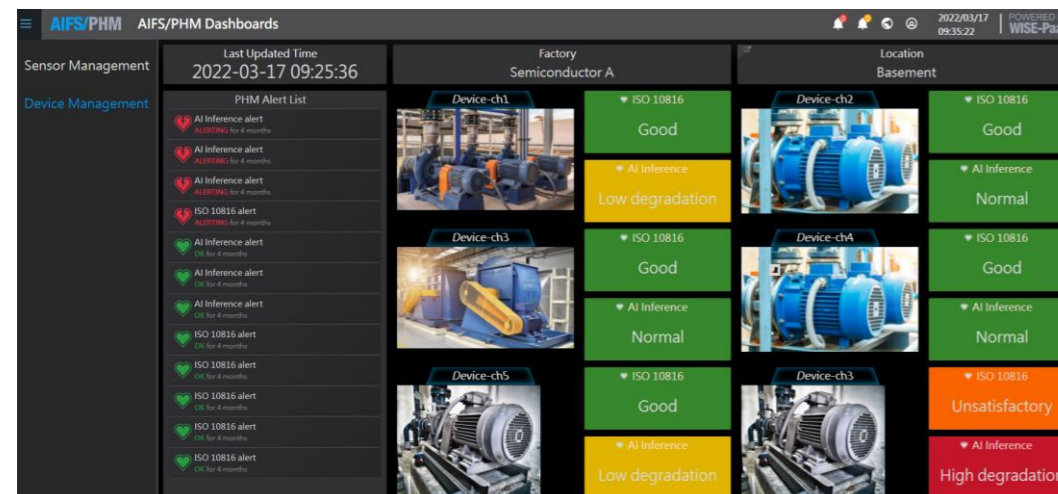 AIFS/PHM AIFS/PHM Dashboards
2022/03/17
09:35:22
POWERED
WISE-Paa
Sensor Management
Device Management
Last Updated Time
2022-03-17 09:25:36
Factory
Semiconductor A
Location
Basement
PHM Alert List
AI Inference alert
ALERTING for 4 months
AI Inference alert
ALERTING for 4 months
AI Inference alert
ALERTING for 4 months
ISO 10816 alert
ALERTING for 4 months
AI Inference alert
OK for 4 months
AI Inference alert
OK for 4 months
AI Inference alert
OK for 4 months
ISO 10816 alert
OK for 4 months
ISO 10816 alert
OK for 4 months
ISO 10816 alert
OK for 4 months
ISO 10816 alert
OK for 4 months
ISO 10816 alert
OK for 4 months
Device-ch1
ISO 10816
Good
AI Inference
Low degradation
Device-ch2
ISO 10816
Good
AI Inference
Normal
Device-ch3
ISO 10816
Good
AI Inference
Normal
Device-ch4
ISO 10816
Good
AI Inference
Normal
Device-ch5
ISO 10816
Good
AI Inference
Low degradation
Device-ch3
ISO 10816
Unsatisfactory
AI Inference
High degradation